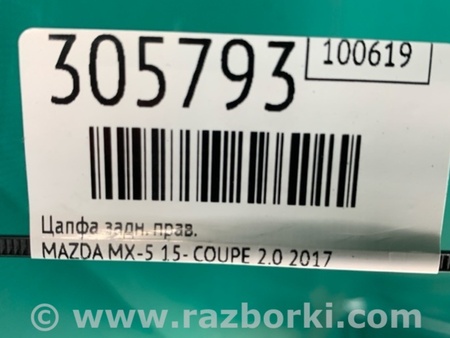 305793
100619
Цапфа задн. прав.
MAZDA MX-5 15- COUPE 2.0 2017
© www.razborki.com